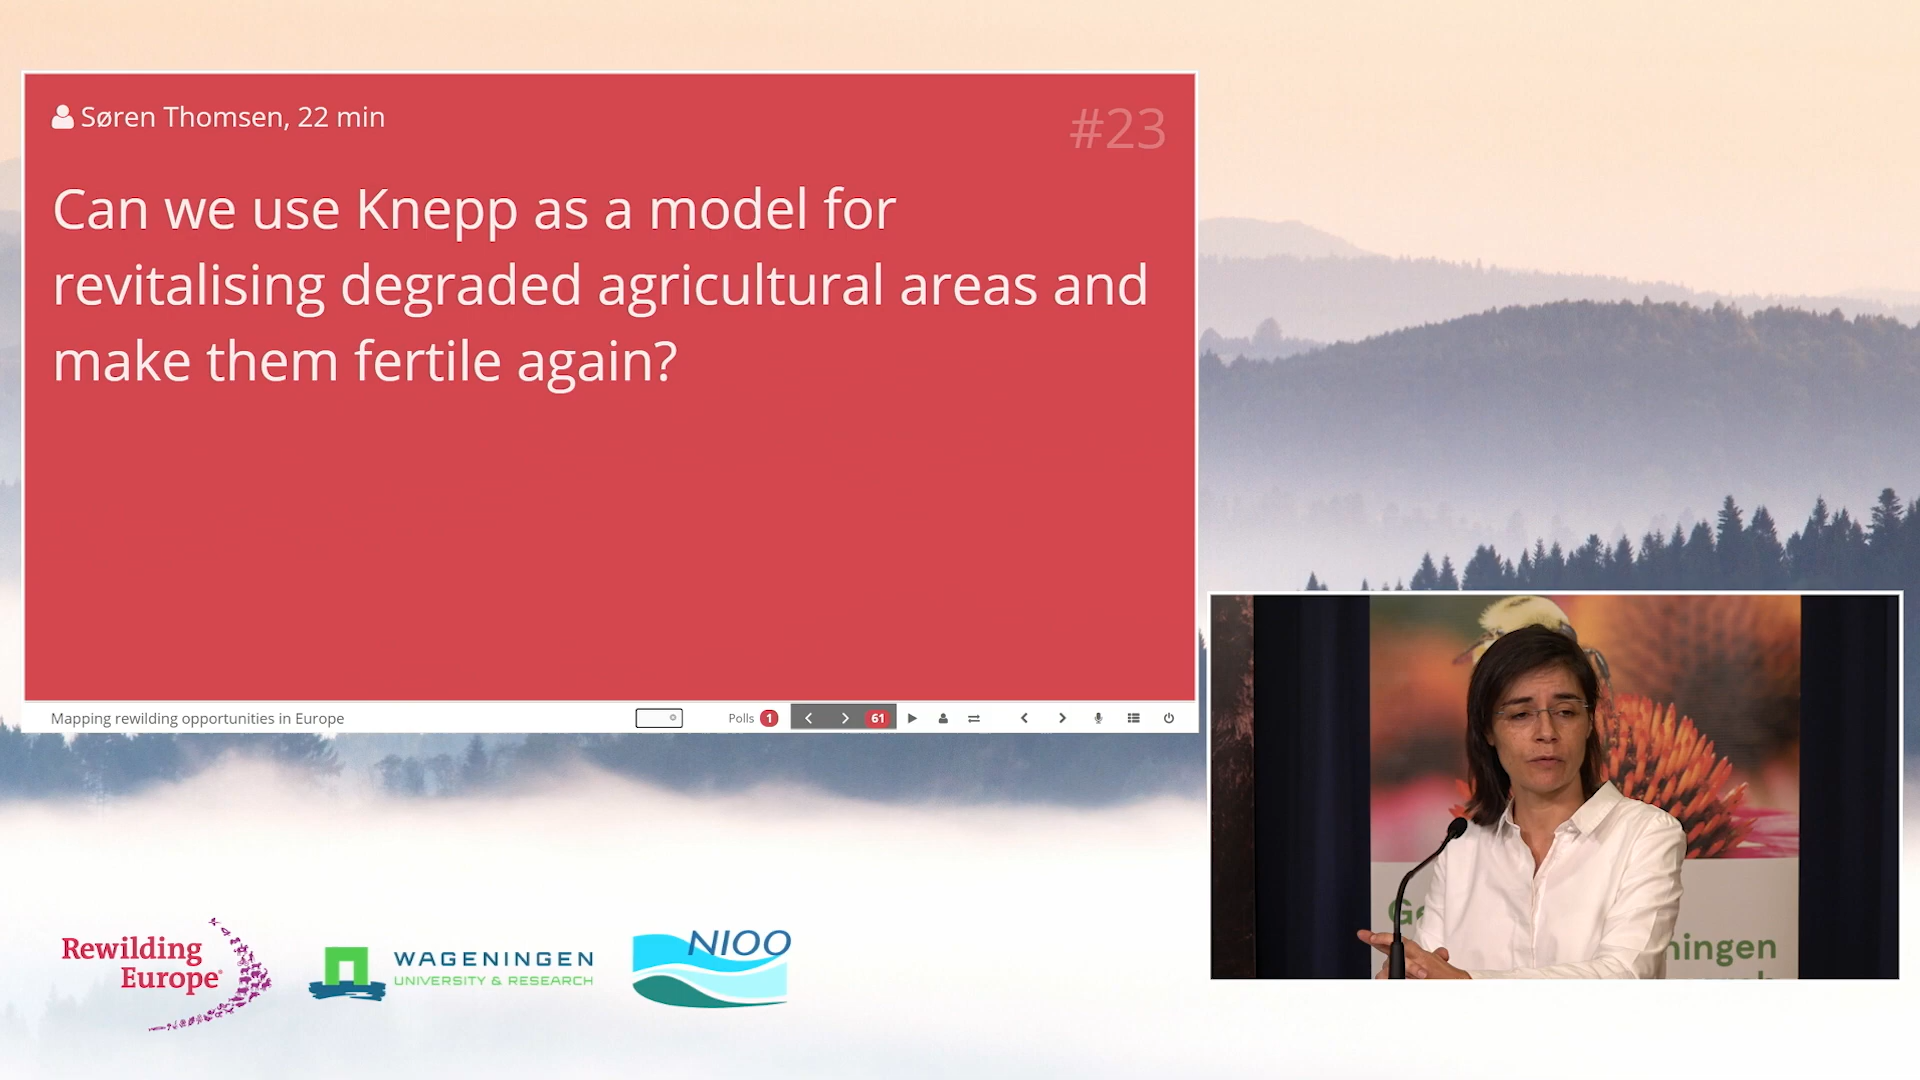 Søren Thomsen, 22 min
#23
Can we use Knepp as a model for
revitalising degraded agricultural areas and
make them fertile again?
Mapping rewilding opportunities in Europe
Polls 1
61
Rewilding
Europe
WAGENINGEN
UNIVERSITY & RESEARCH
NIOO
Ge
ningen